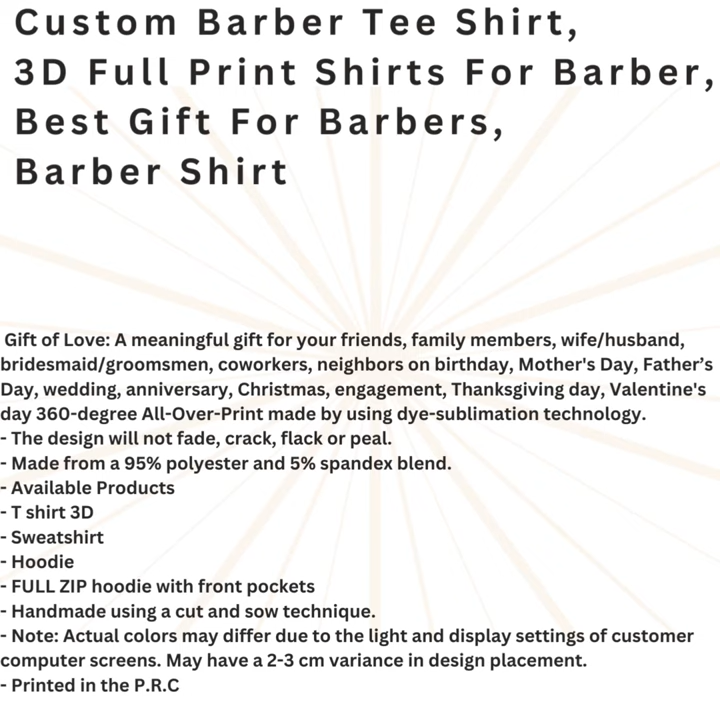 Custom Barber Tee Shirt,
3D Full Print Shirts For Barber,
Best Gift For Barbers,
Barber Shirt
Gift of Love: A meaningful gift for your friends, family members, wife/husband,
bridesmaid/groomsmen, coworkers, neighbors on birthday, Mother's Day, Father’s
Day, wedding, anniversary, Christmas, engagement, Thanksgiving day, Valentine's
day 360-degree All-Over-Print made by using dye-sublimation technology.
- The design will not fade, crack, flack or peal.
- Made from a 95% polyester and 5% spandex blend.
- Available Products
- T shirt 3D
- Sweatshirt
- Hoodie
- FULL ZIP hoodie with front pockets
- Handmade using a cut and sow technique.
- Note: Actual colors may differ due to the light and display settings of customer
computer screens. May have a 2-3 cm variance in design placement.
- Printed in the P.R.C